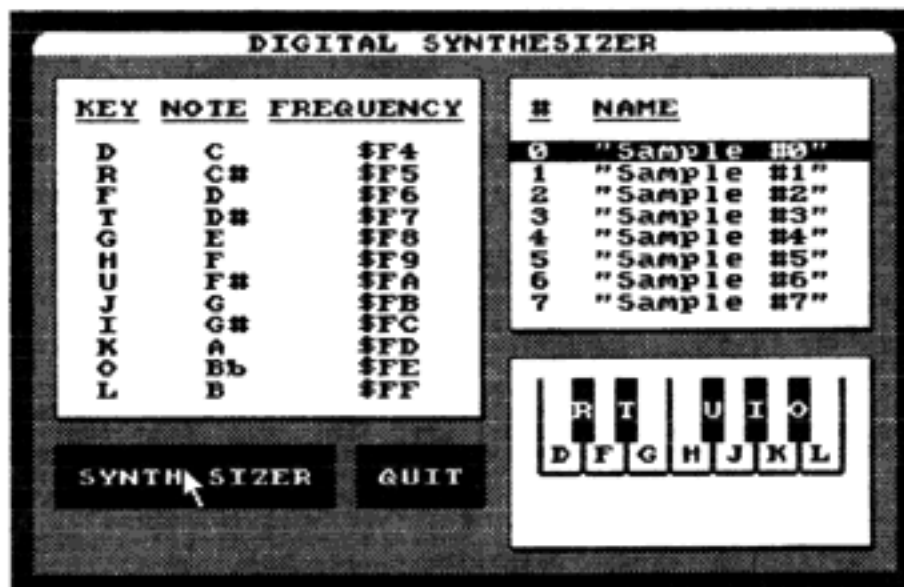 DIGITAL SYNTHESIZER
KEY NOTE FREQUENCY
D C $F4
R C# $F5
F D $F6
T D# $F7
G E $F8
H F $F9
U F# $FA
J G $FB
I G# $FC
K A $FD
O Bb $FE
L B $FF
# NAME
0 "Sample #0"
1 "Sample #1"
2 "Sample #2"
3 "Sample #3"
4 "Sample #4"
5 "Sample #5"
6 "Sample #6"
7 "Sample #7"
R T U I O
D F G H J K L
SYNTH SIZER
QUIT